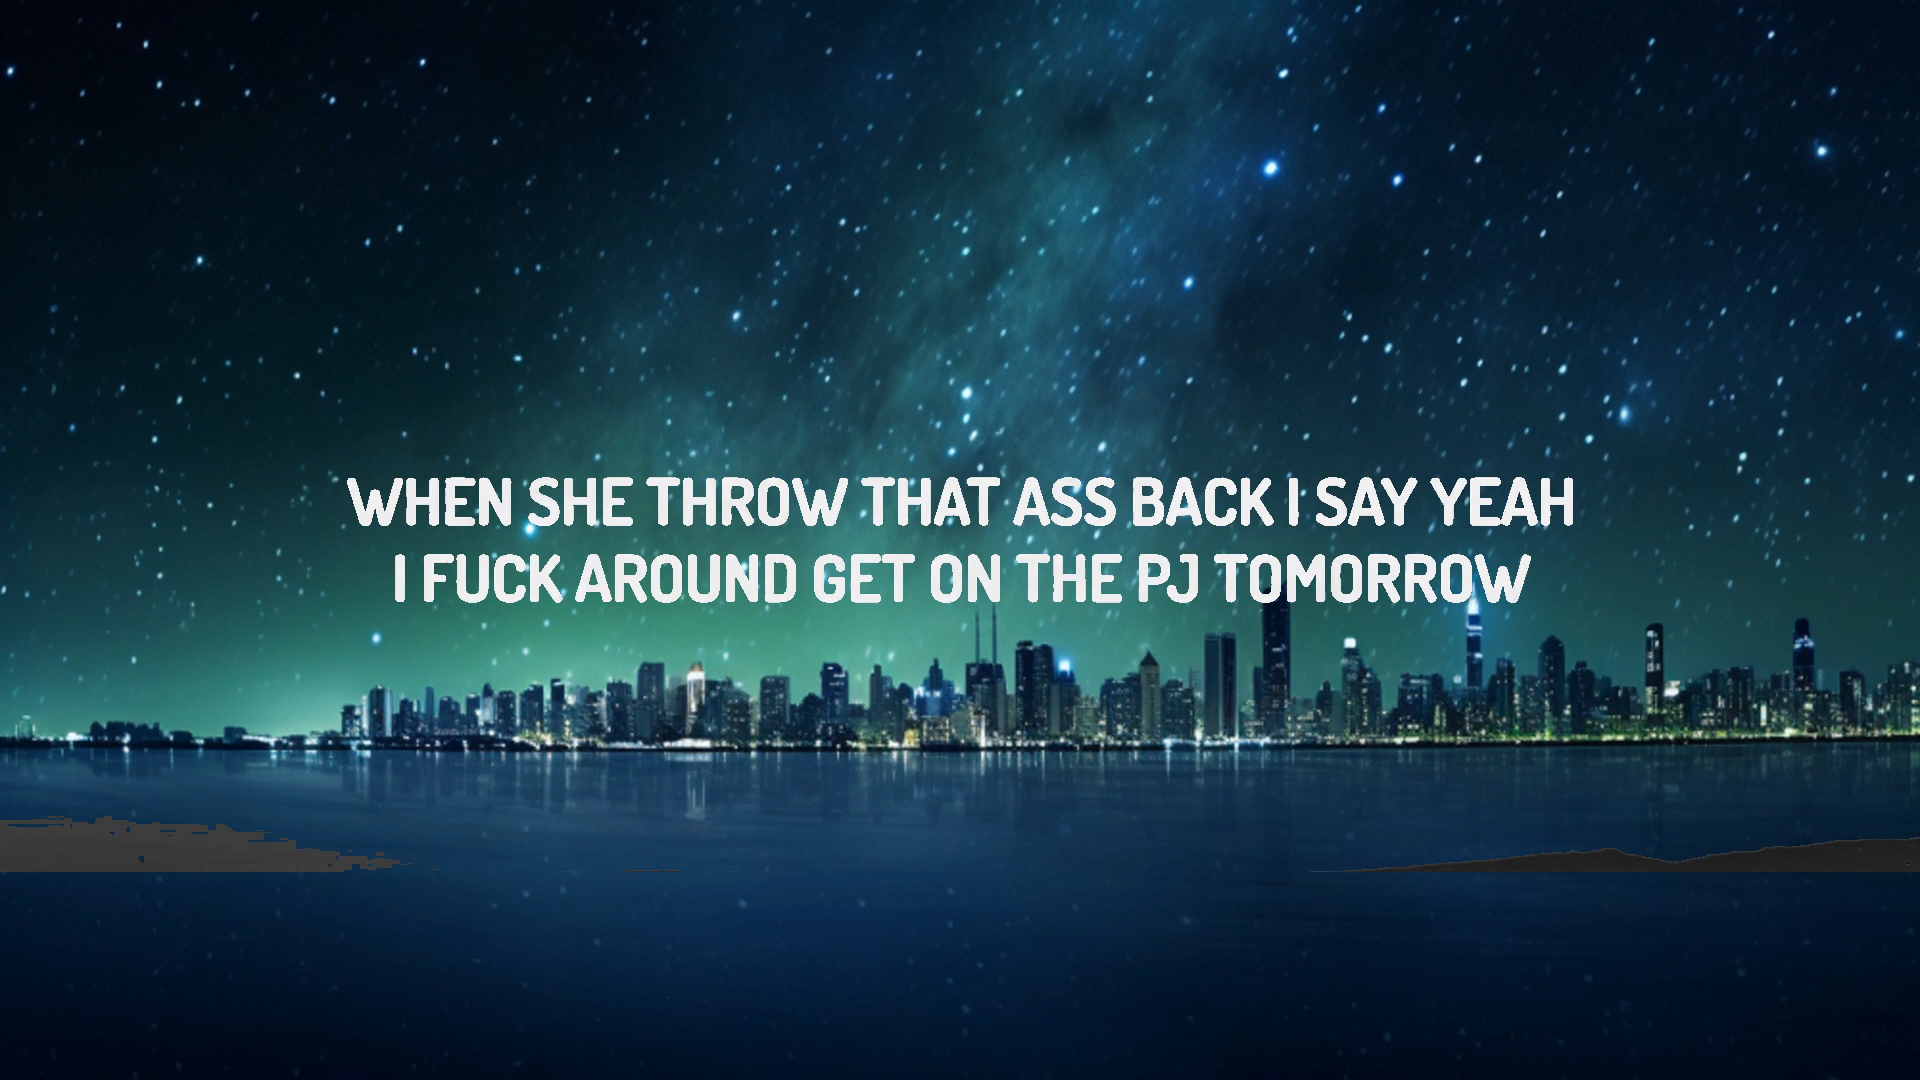 WHEN SHE THROW THAT ASS BACK I SAY YEAH
I FUCK AROUND GET ON THE PJ TOMORROW